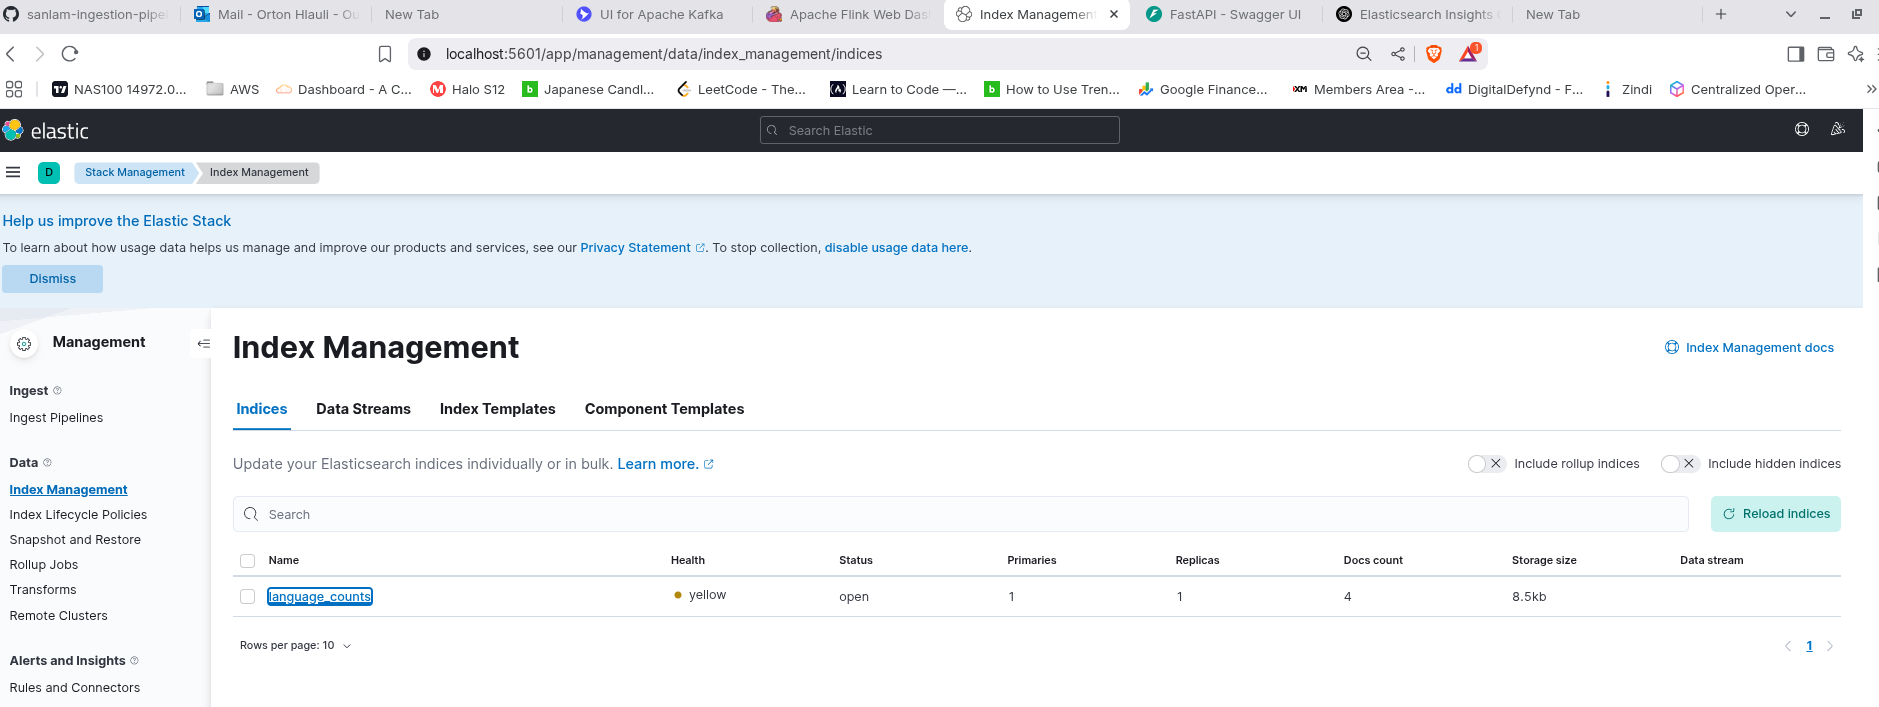 sanlam-ingestion-pipe
Mail - Orton Hlauli - Ou
New Tab
UI for Apache Kafka
Apache Flink Web Das
Index Management
FastAPI - Swagger UI
Elasticsearch Insights
New Tab
localhost:5601/app/management/data/index_management/indices
1
NAS100 14972.0...
AWS
Dashboard - A C...
Halo S12
Japanese Candl...
LeetCode - The...
Learn to Code —...
How to Use Tren...
Google Finance...
Members Area -...
DigitalDefynd - F...
Zindi
Centralized Oper...
elastic
Search Elastic
D
Stack Management
Index Management
Help us improve the Elastic Stack
To learn about how usage data helps us manage and improve our products and services, see our Privacy Statement. To stop collection, disable usage data here.
Dismiss
Management
Ingest
Ingest Pipelines
Data
Index Management
Index Lifecycle Policies
Snapshot and Restore
Rollup Jobs
Transforms
Remote Clusters
Alerts and Insights
Rules and Connectors
Index Management
Index Management docs
Indices
Data Streams
Index Templates
Component Templates
Update your Elasticsearch indices individually or in bulk. Learn more.
Include rollup indices
Include hidden indices
Search
Reload indices
Name Health Status Primaries Replicas Docs count Storage size Data stream
language_counts yellow open 1 1 4 8.5kb
Rows per page: 10
1